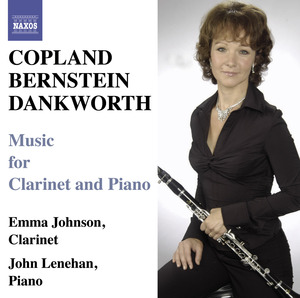 NAXOS
COPLAND
BERNSTEIN
DANKWORTH
Music
for
Clarinet and Piano
Emma Johnson,
Clarinet
John Lenehan,
Piano